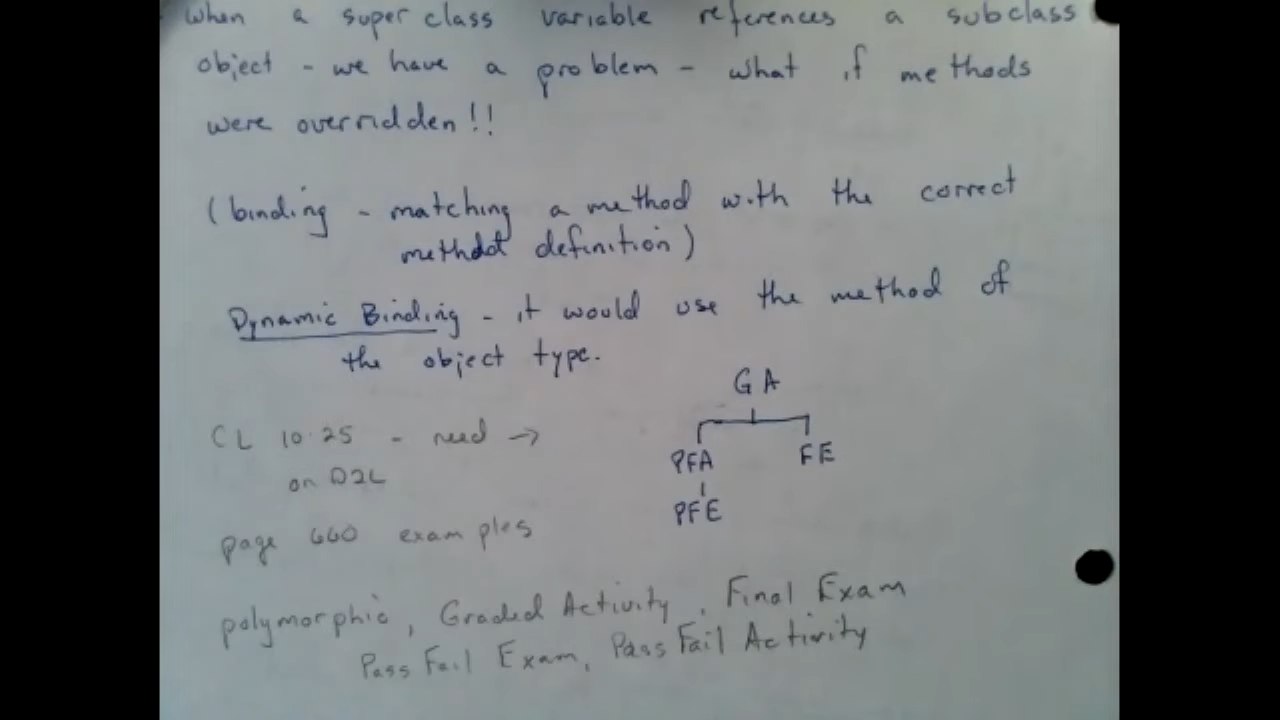 when a super class variable references a subclass
object - we have a problem - what if methods
were overridden!!
(binding - matching a method with the correct
method definition)
Dynamic Binding - it would use the method of
the object type.
GA
CL 10.25 - need →
on D2L
PFA FE
PFE
page 660 examples
polymorphic, Graded Activity, Final Exam
Pass Fail Exam, Pass Fail Activity